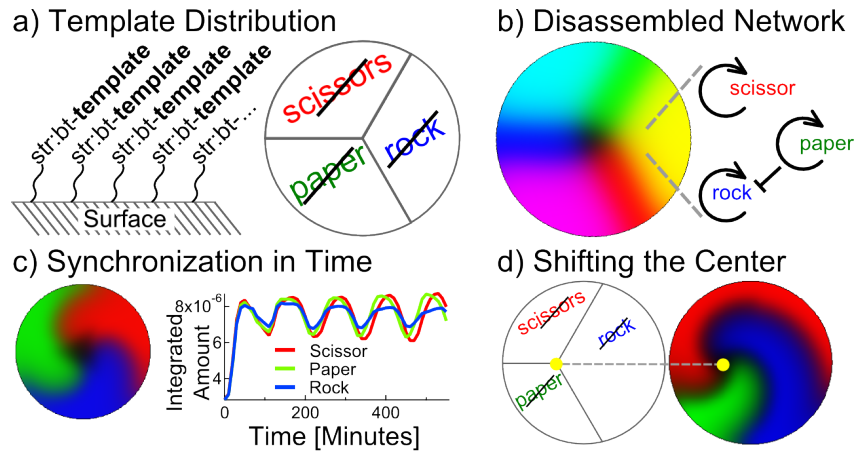 a) Template Distribution
str:bt-template
str:bt-template
str:bt-template
str:bt-template
str:bt-...
Surface
scissors
rock
paper
b) Disassembled Network
scissor
paper
rock
c) Synchronization in Time
Integrated
Amount
8x10-6
6
4
Scissor
Paper
Rock
0
200
400
Time [Minutes]
d) Shifting the Center
scissors
rock
paper